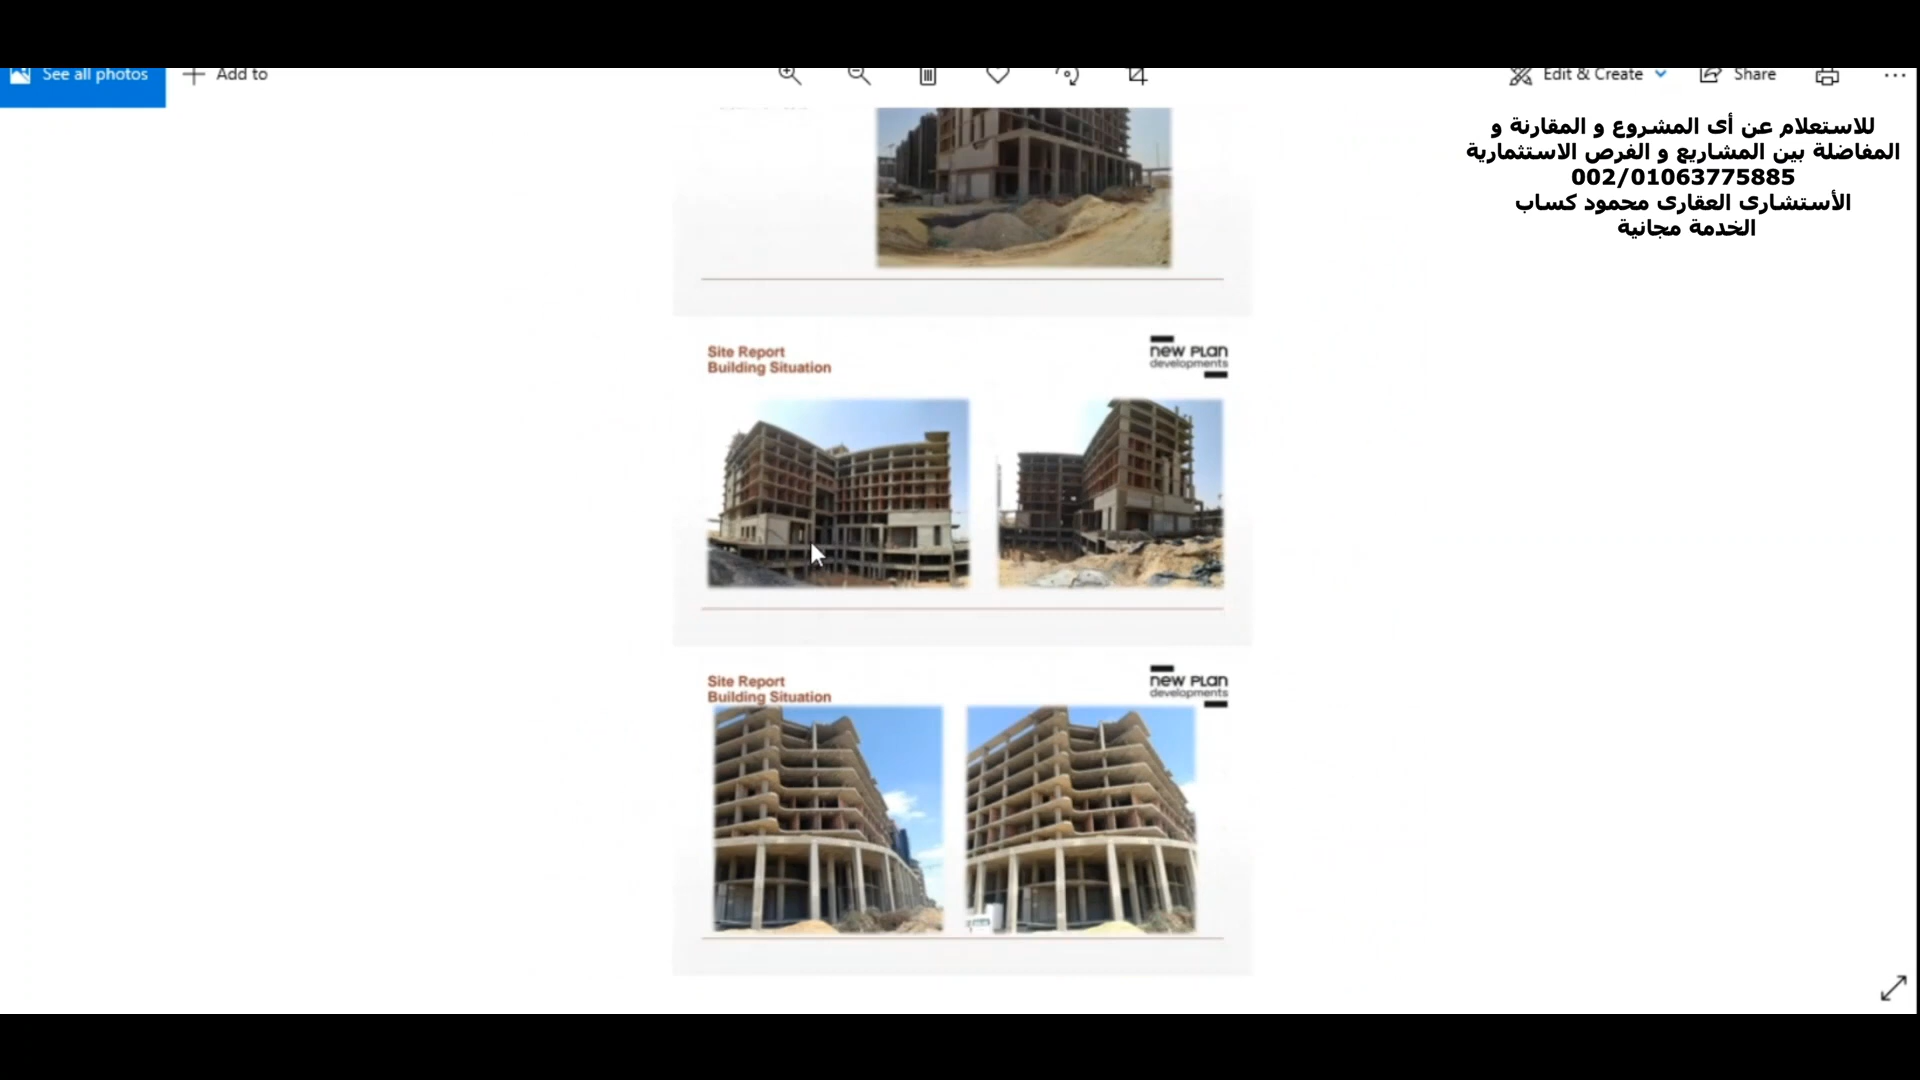 See all photos
Add to
Edit & Create
Share
للاستعلام عن أى المشروع و المقارنة و
المفاضلة بين المشاريع و الفرص الاستثمارية
002/01063775885
الأستشارى العقارى محمود كساب
الخدمة مجانية
Site Report
Building Situation
new PLan
developments
Site Report
Building Situation
new PLan
developments